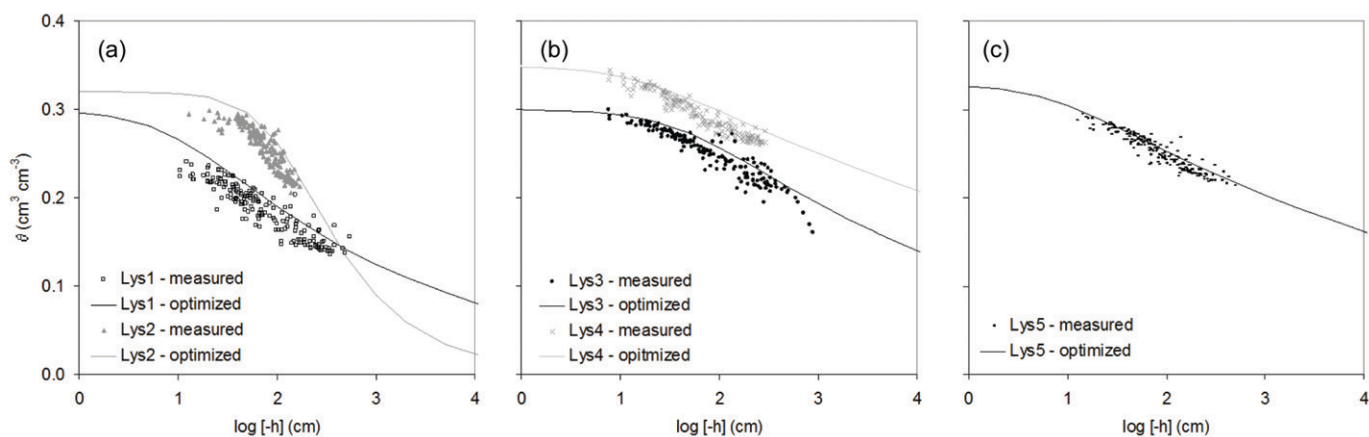 (a)
0.4
0.3
0.2
0.1
0.0
θ (cm³ cm⁻³)
Lys1 - measured
Lys1 - optimized
Lys2 - measured
Lys2 - optimized
0 1 2 3 4
log [-h] (cm)
(b)
Lys3 - measured
Lys3 - optimized
Lys4 - measured
Lys4 - opitmized
0 1 2 3 4
log [-h] (cm)
(c)
Lys5 - measured
Lys5 - optimized
0 1 2 3 4
log [-h] (cm)